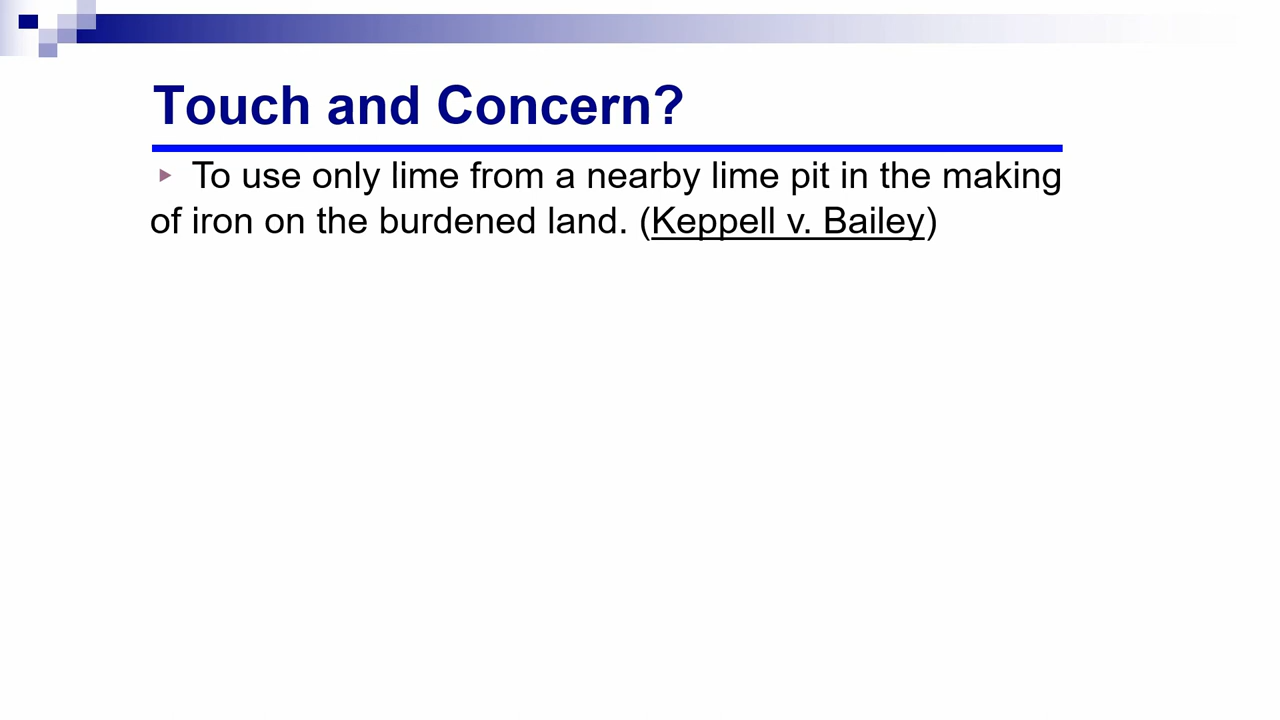 Touch and Concern?
To use only lime from a nearby lime pit in the making
of iron on the burdened land. (Keppell v. Bailey)